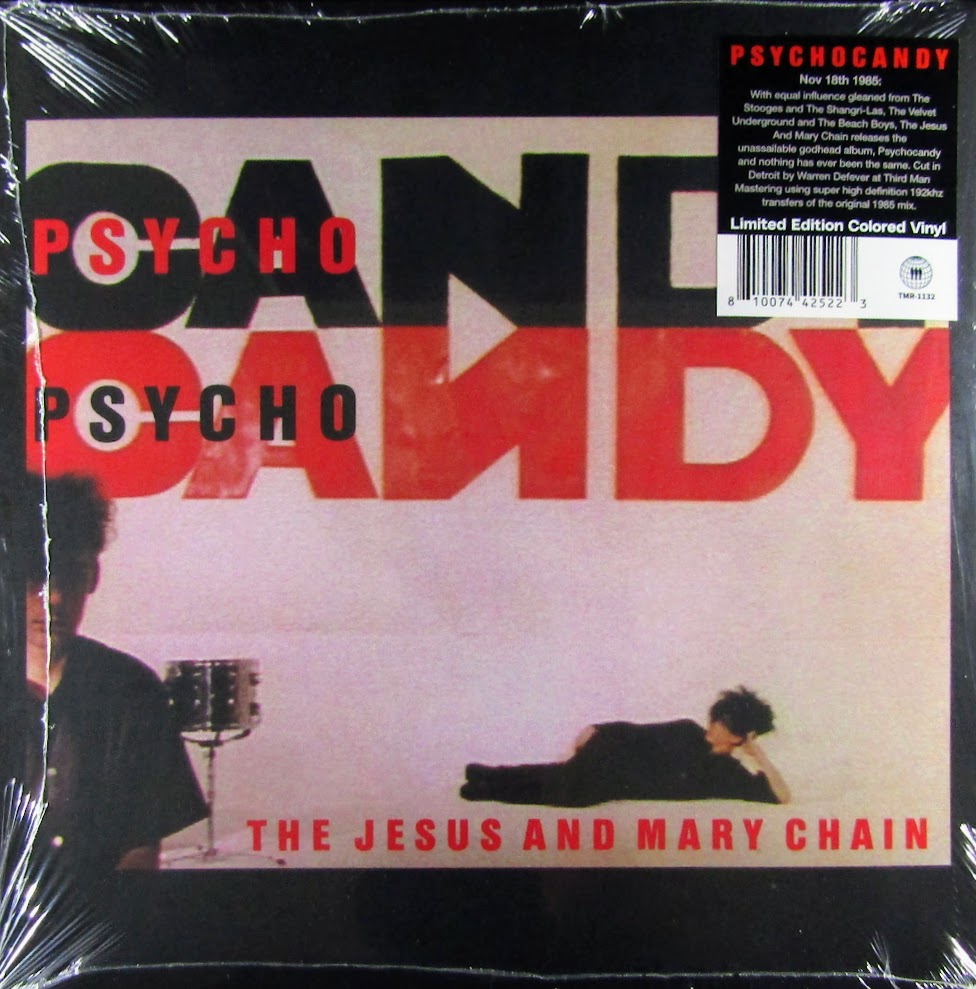 PSYCHOCANDY
Nov 18th 1985:
With equal influence gleaned from The
Stooges and The Shangri-Las, The Velvet
Underground and The Beach Boys, The Jesus
And Mary Chain releases the
unassailable godhead album, Psychocandy
and nothing has ever been the same. Cut in
Detroit by Warren Defever at Third Man
Mastering using super high definition 192khz
transfers of the original 1985 mix.
Limited Edition Colored Vinyl
8 10074 42522 3
TMR-1132
CANDY
PSYCHO
CANDY
PSYCHO
THE JESUS AND MARY CHAIN